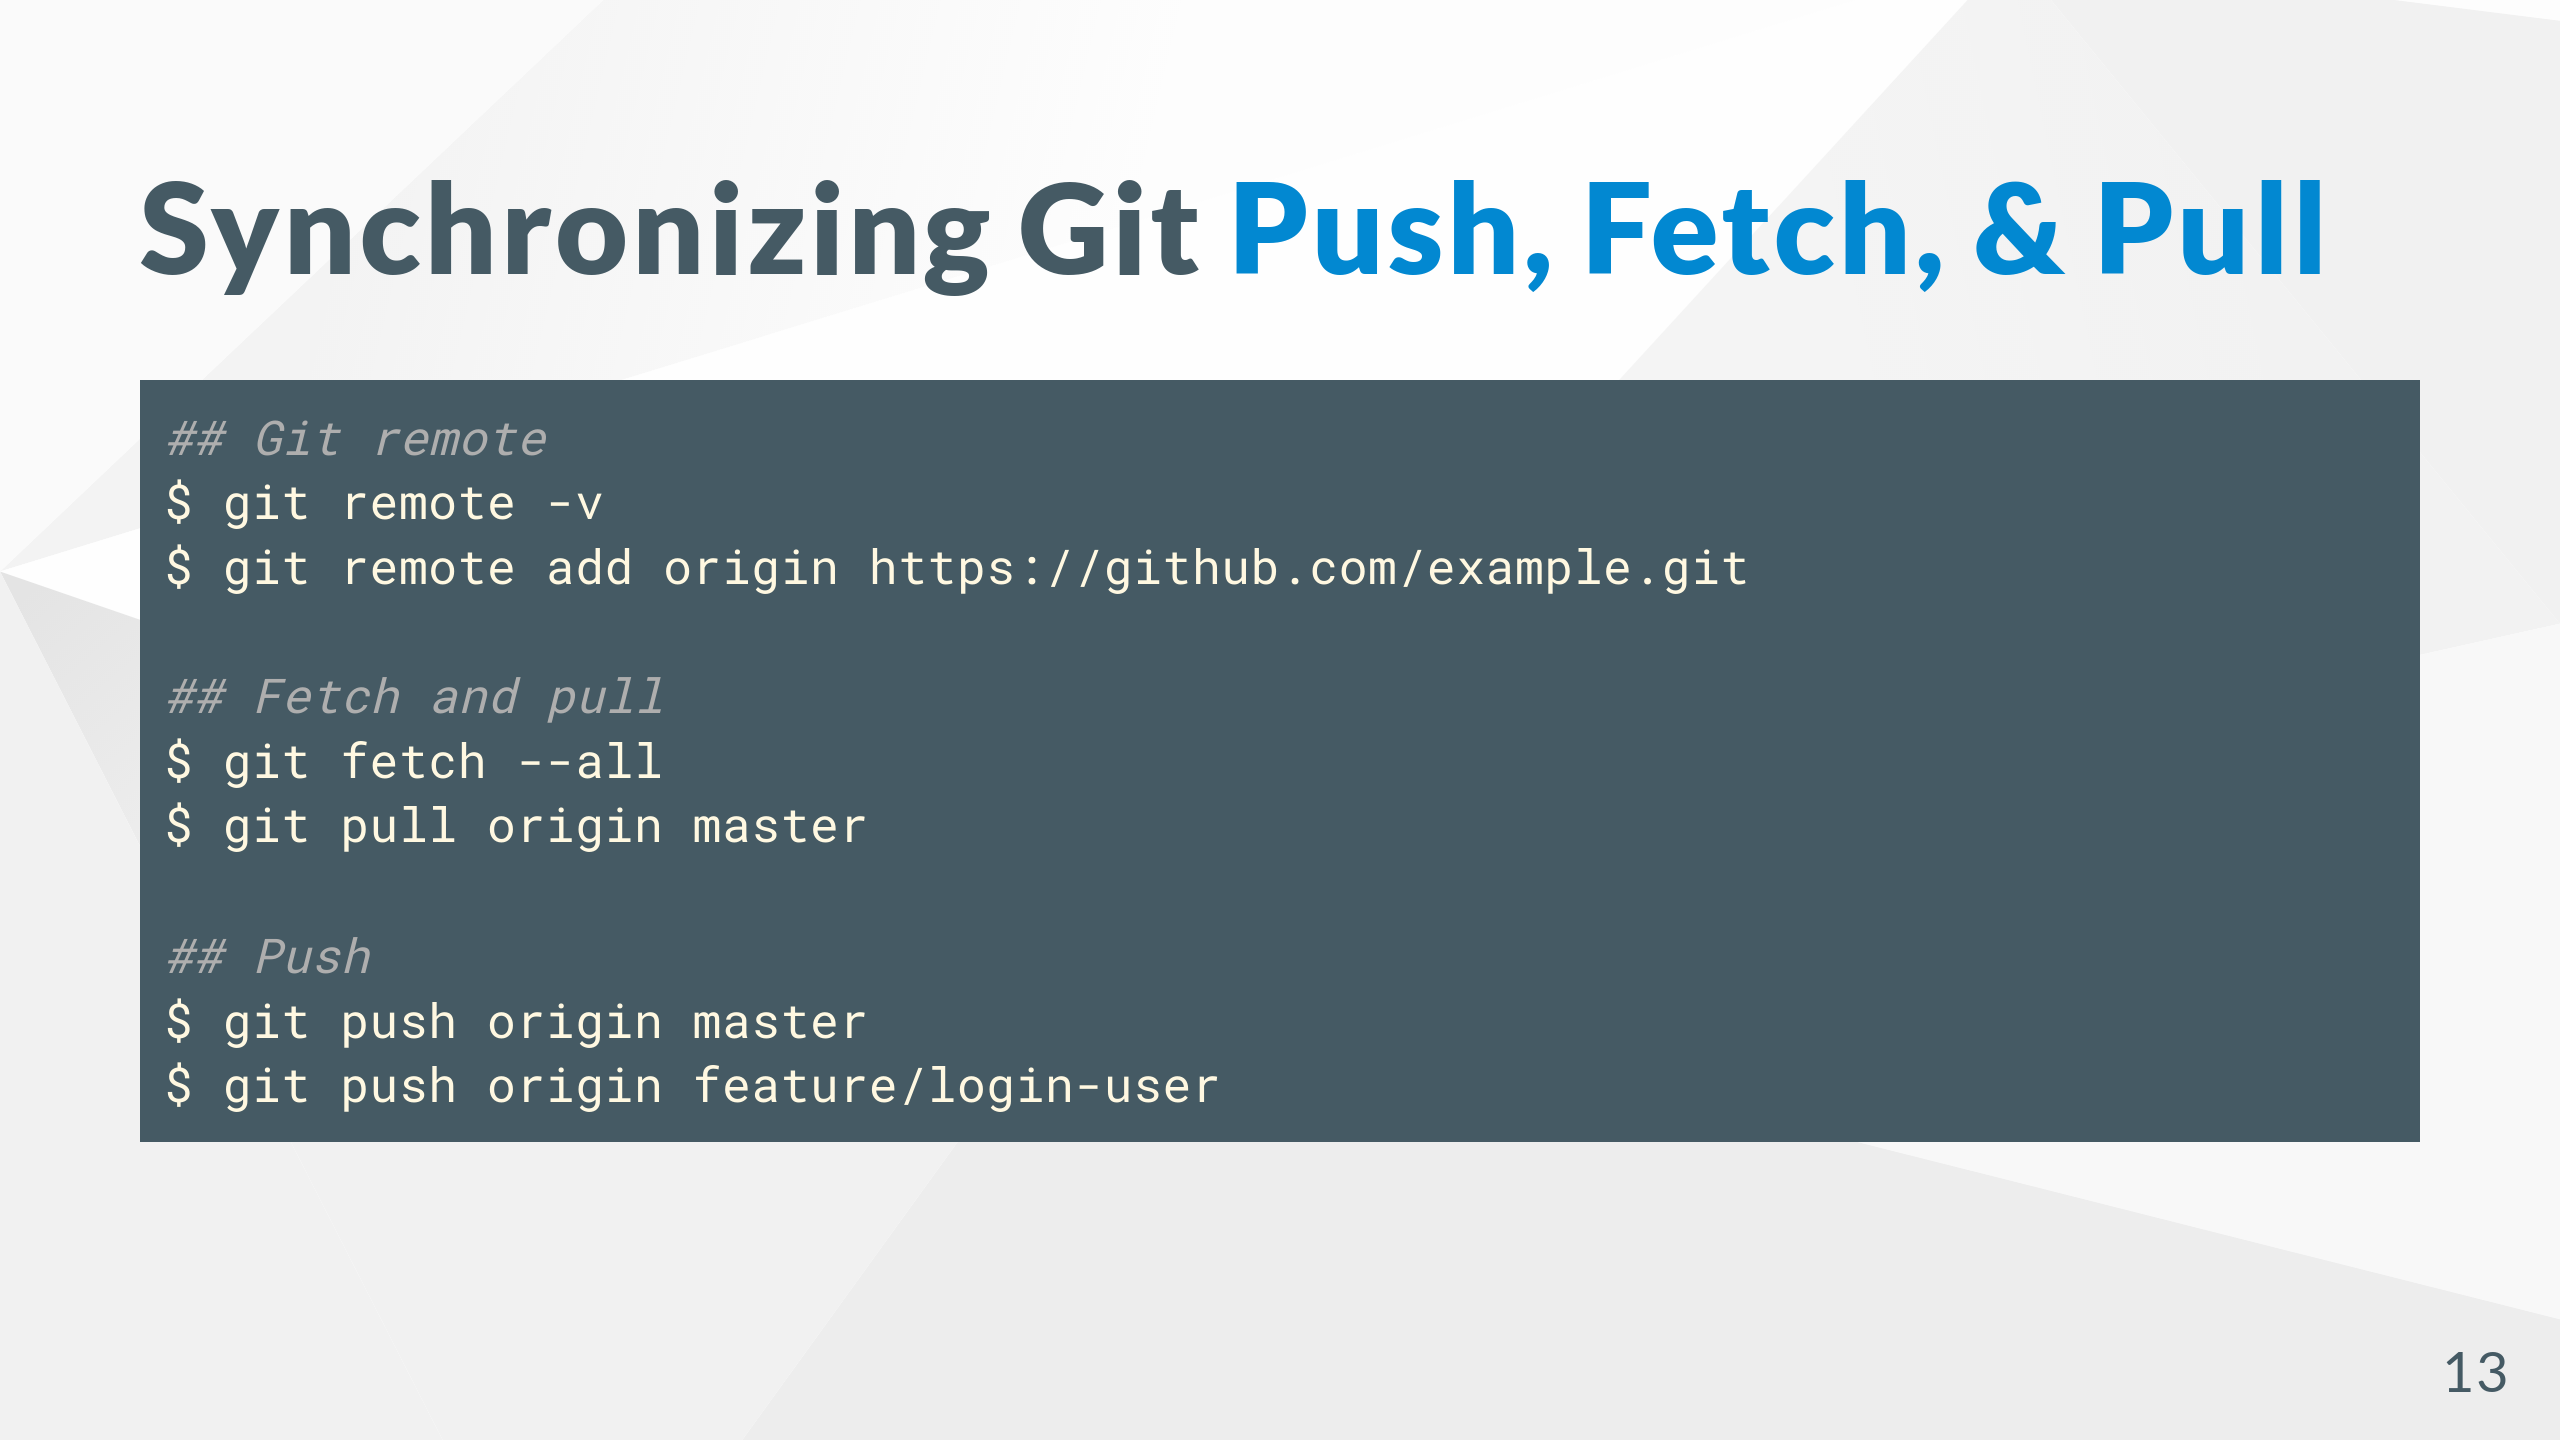 Synchronizing Git Push, Fetch, & Pull
## Git remote
$ git remote -v
$ git remote add origin https://github.com/example.git
## Fetch and pull
$ git fetch --all
$ git pull origin master
## Push
$ git push origin master
$ git push origin feature/login-user
13